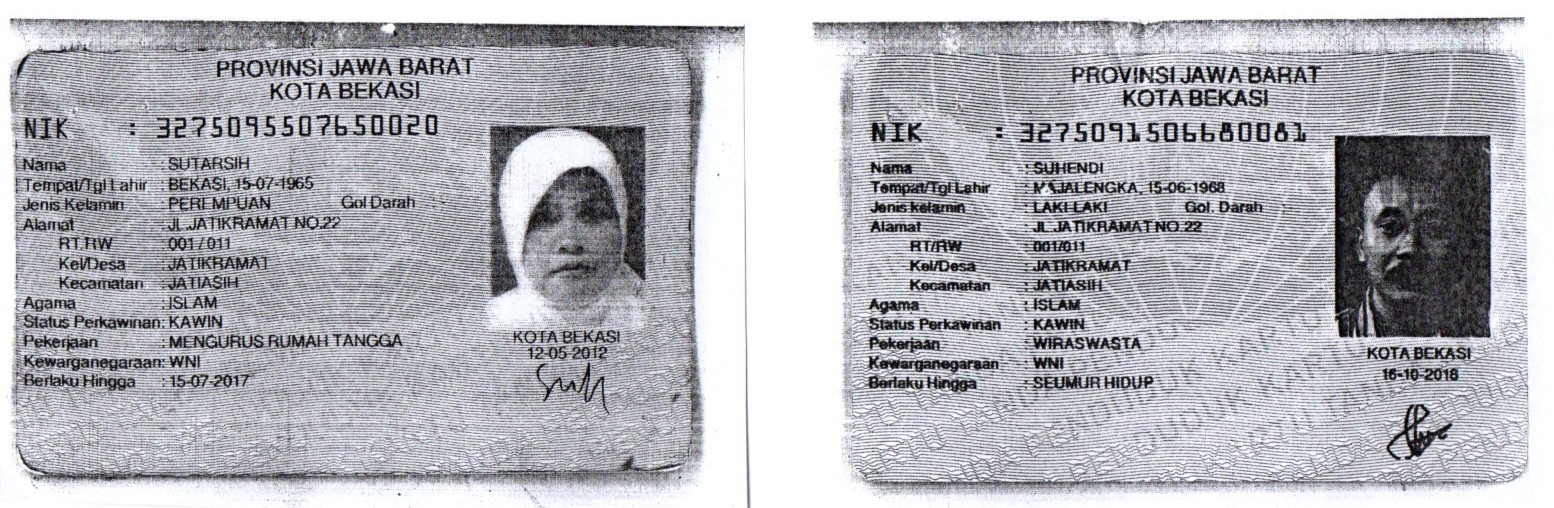 PROVINSI JAWA BARAT
KOTA BEKASI
NIK : 3275095507650020
Nama : SUTARSIH
Tempat/Tgl Lahir : BEKASI, 15-07-1965
Jenis Kelamin : PEREMPUAN Gol Darah : -
Alamat : JL.JATIKRAMAT NO.22
RT/RW : 001 / 011
Kel/Desa : JATIKRAMAT
Kecamatan : JATIASIH
Agama : ISLAM
Status Perkawinan: KAWIN
Pekerjaan : MENGURUS RUMAH TANGGA
Kewarganegaraan: WNI
Berlaku Hingga : 15-07-2017
KOTA BEKASI
12-05-2012
PROVINSI JAWA BARAT
KOTA BEKASI
NIK : 3275091506680081
Nama : SUHENDI
Tempat/Tgl Lahir : MAJALENGKA, 15-06-1968
Jenis kelamin : LAKI-LAKI Gol. Darah :
Alamat : JL.JATIKRAMAT NO 22
RT/RW : 001/011
Kel/Desa : JATIKRAMAT
Kecamatan : JATIASIH
Agama : ISLAM
Status Perkawinan : KAWIN
Pekerjaan : WIRASWASTA
Kewarganegaraan : WNI
Berlaku Hingga : SEUMUR HIDUP
KOTA BEKASI
16-10-2018